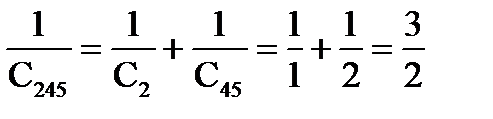 1/C₂₄₅ = 1/C₂ + 1/C₄₅ = 1/1 + 1/2 = 3/2